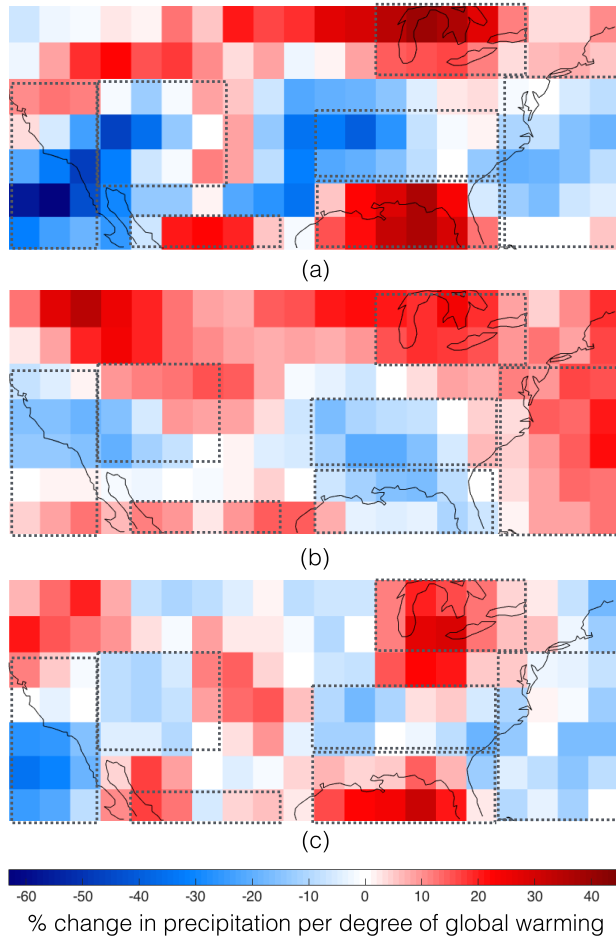 (a)
(b)
(c)
-60 -50 -40 -30 -20 -10 0 10 20 30 40
% change in precipitation per degree of global warming